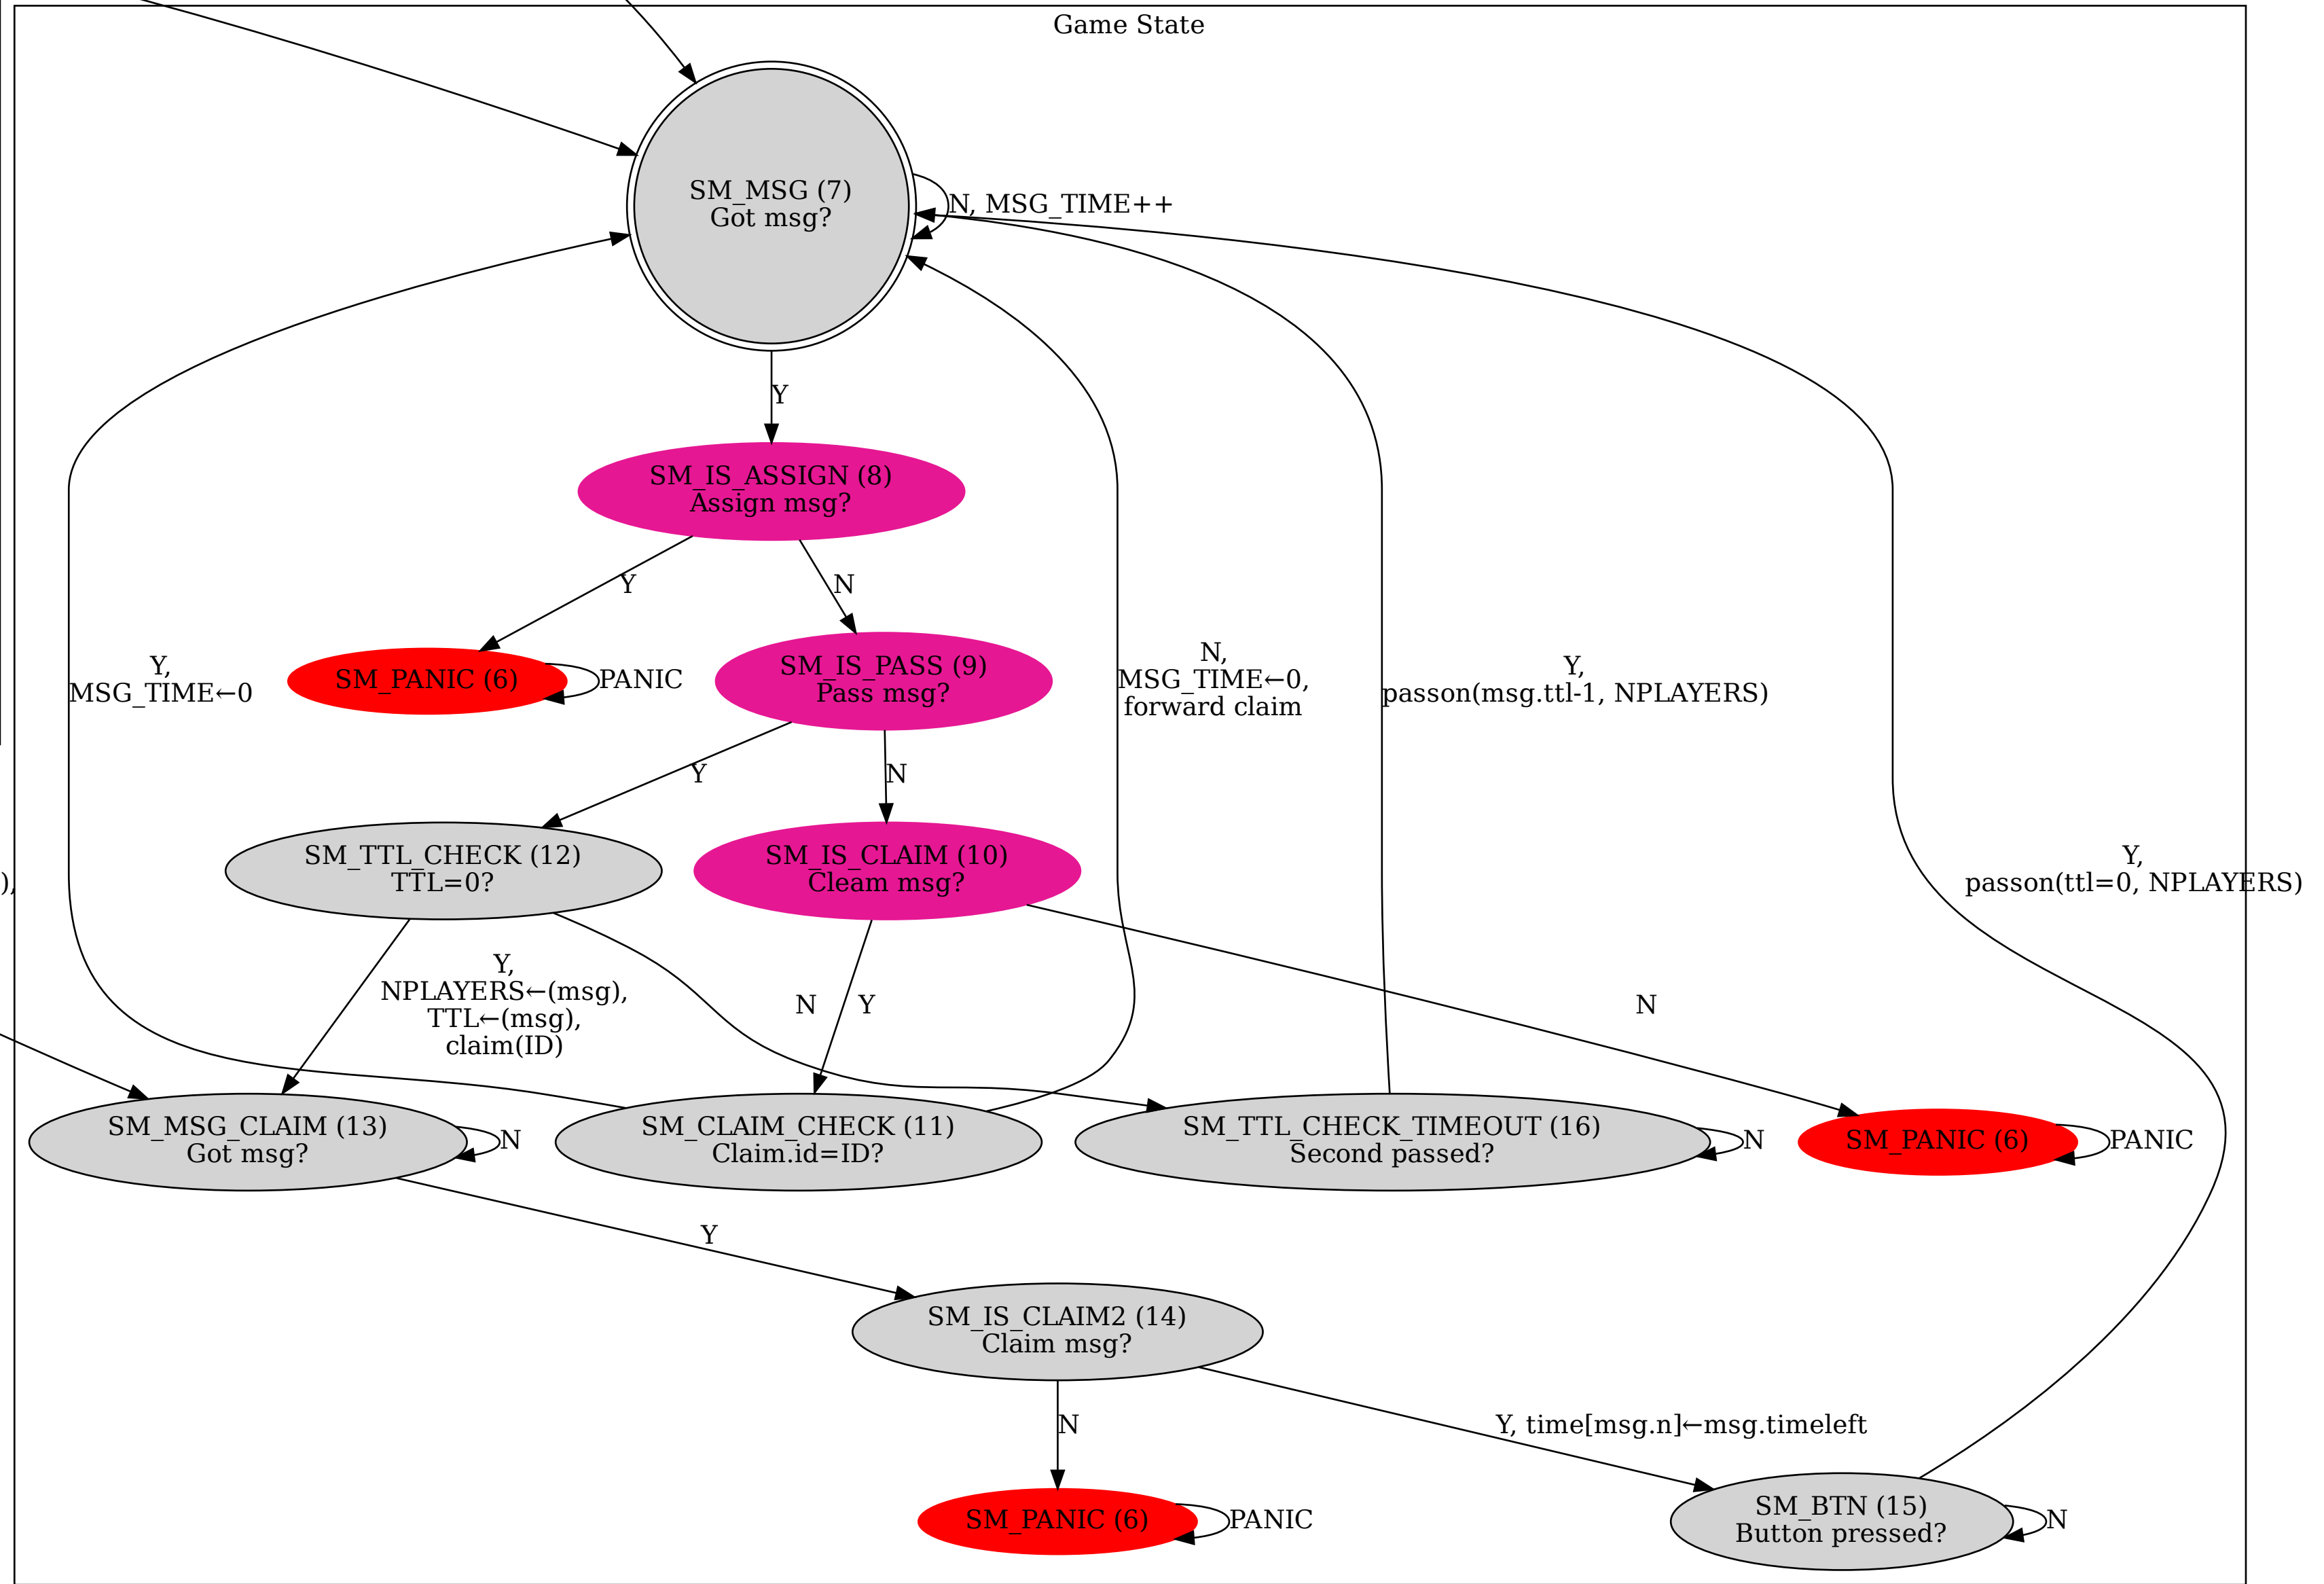 Game State
SM_MSG (7)
Got msg?
N, MSG_TIME++
Y
SM_IS_ASSIGN (8)
Assign msg?
Y
N
SM_PANIC (6)
PANIC
SM_IS_PASS (9)
Pass msg?
Y,
MSG_TIME←0
N,
MSG_TIME←0,
forward claim
Y,
passon(msg.ttl-1, NPLAYERS)
Y
N
SM_TTL_CHECK (12)
TTL=0?
SM_IS_CLAIM (10)
Cleam msg?
Y,
passon(ttl=0, NPLAYERS)
),
Y,
NPLAYERS←(msg),
TTL←(msg),
claim(ID)
N
Y
N
SM_MSG_CLAIM (13)
Got msg?
N
SM_CLAIM_CHECK (11)
Claim.id=ID?
SM_TTL_CHECK_TIMEOUT (16)
Second passed?
N
SM_PANIC (6)
PANIC
Y
SM_IS_CLAIM2 (14)
Claim msg?
N
Y, time[msg.n]←msg.timeleft
SM_PANIC (6)
PANIC
SM_BTN (15)
Button pressed?
N